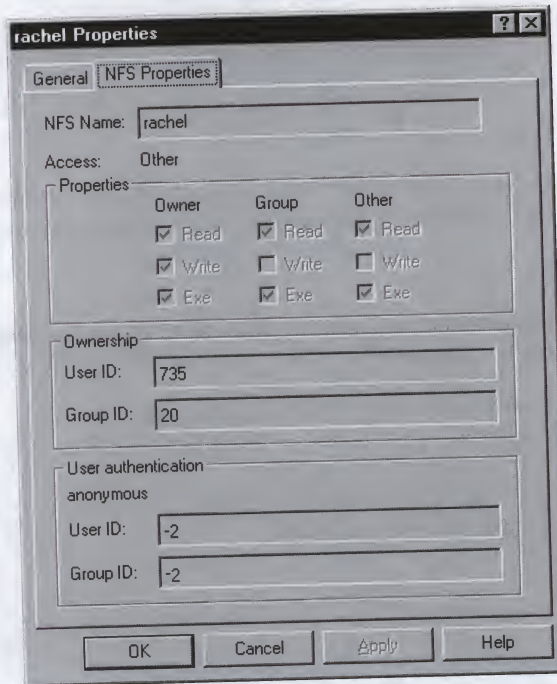 rachel Properties
General NFS Properties
NFS Name: rachel
Access: Other
Properties
Owner Group Other
Read Read Read
Write Write Write
Exe Exe Exe
Ownership
User ID: 735
Group ID: 20
User authentication
anonymous
User ID: -2
Group ID: -2
OK Cancel Apply Help